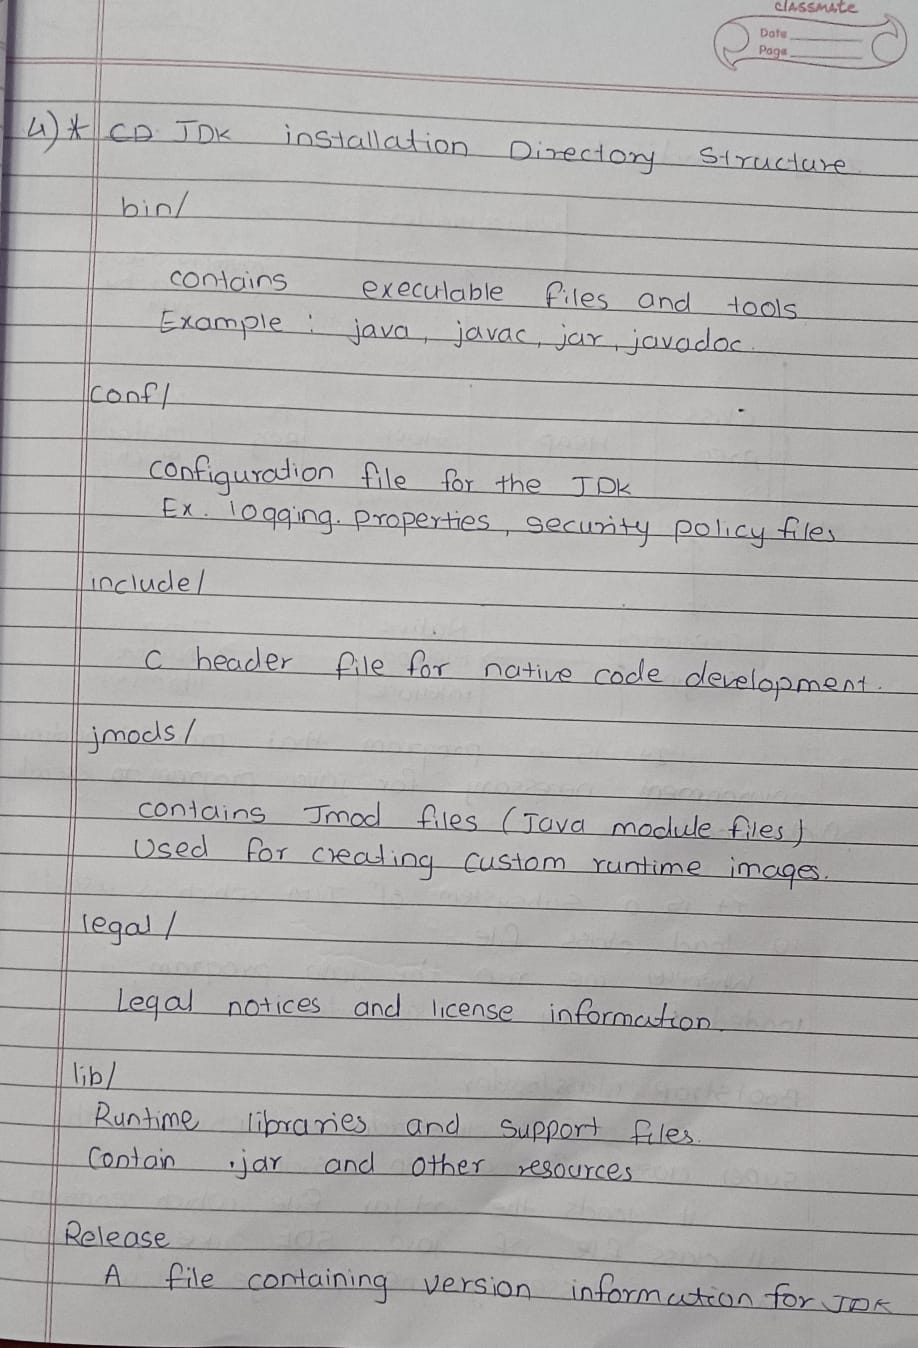 classmate
Date
Page
4) * CD JDK installation Directory Structure
bin/
contains executable files and tools
Example : java, javac, jar, javadoc.
conf/
configuration file for the JDK
Ex. logging.properties, security policy files
include/
C header file for native code development.
jmods/
contains Jmod files (Java module files)
Used for creating custom runtime images.
legal/
Legal notices and license information.
lib/
Runtime libraries and support files.
Contain .jar and other resources
Release
A file containing version information for JDK